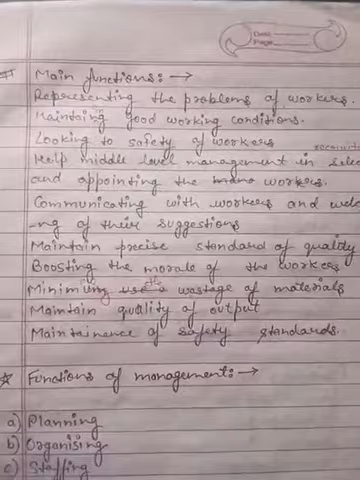 Date
Page
Main functions:→
Representing the problems of workers.
Maintaing good working conditions.
Looking to safety of workers
Help middle level management in selec
and appointing the workers.
Communicating with workers and welc
-ng of their suggestions
Maintain precise standard of quality
Boosting the morale of the workers
Minimum use wastage of materials
Maintain quality of output
Maintainence of safety standards.
☆ Functions of management:→
a) Planning
b) Organising
c) Staffing